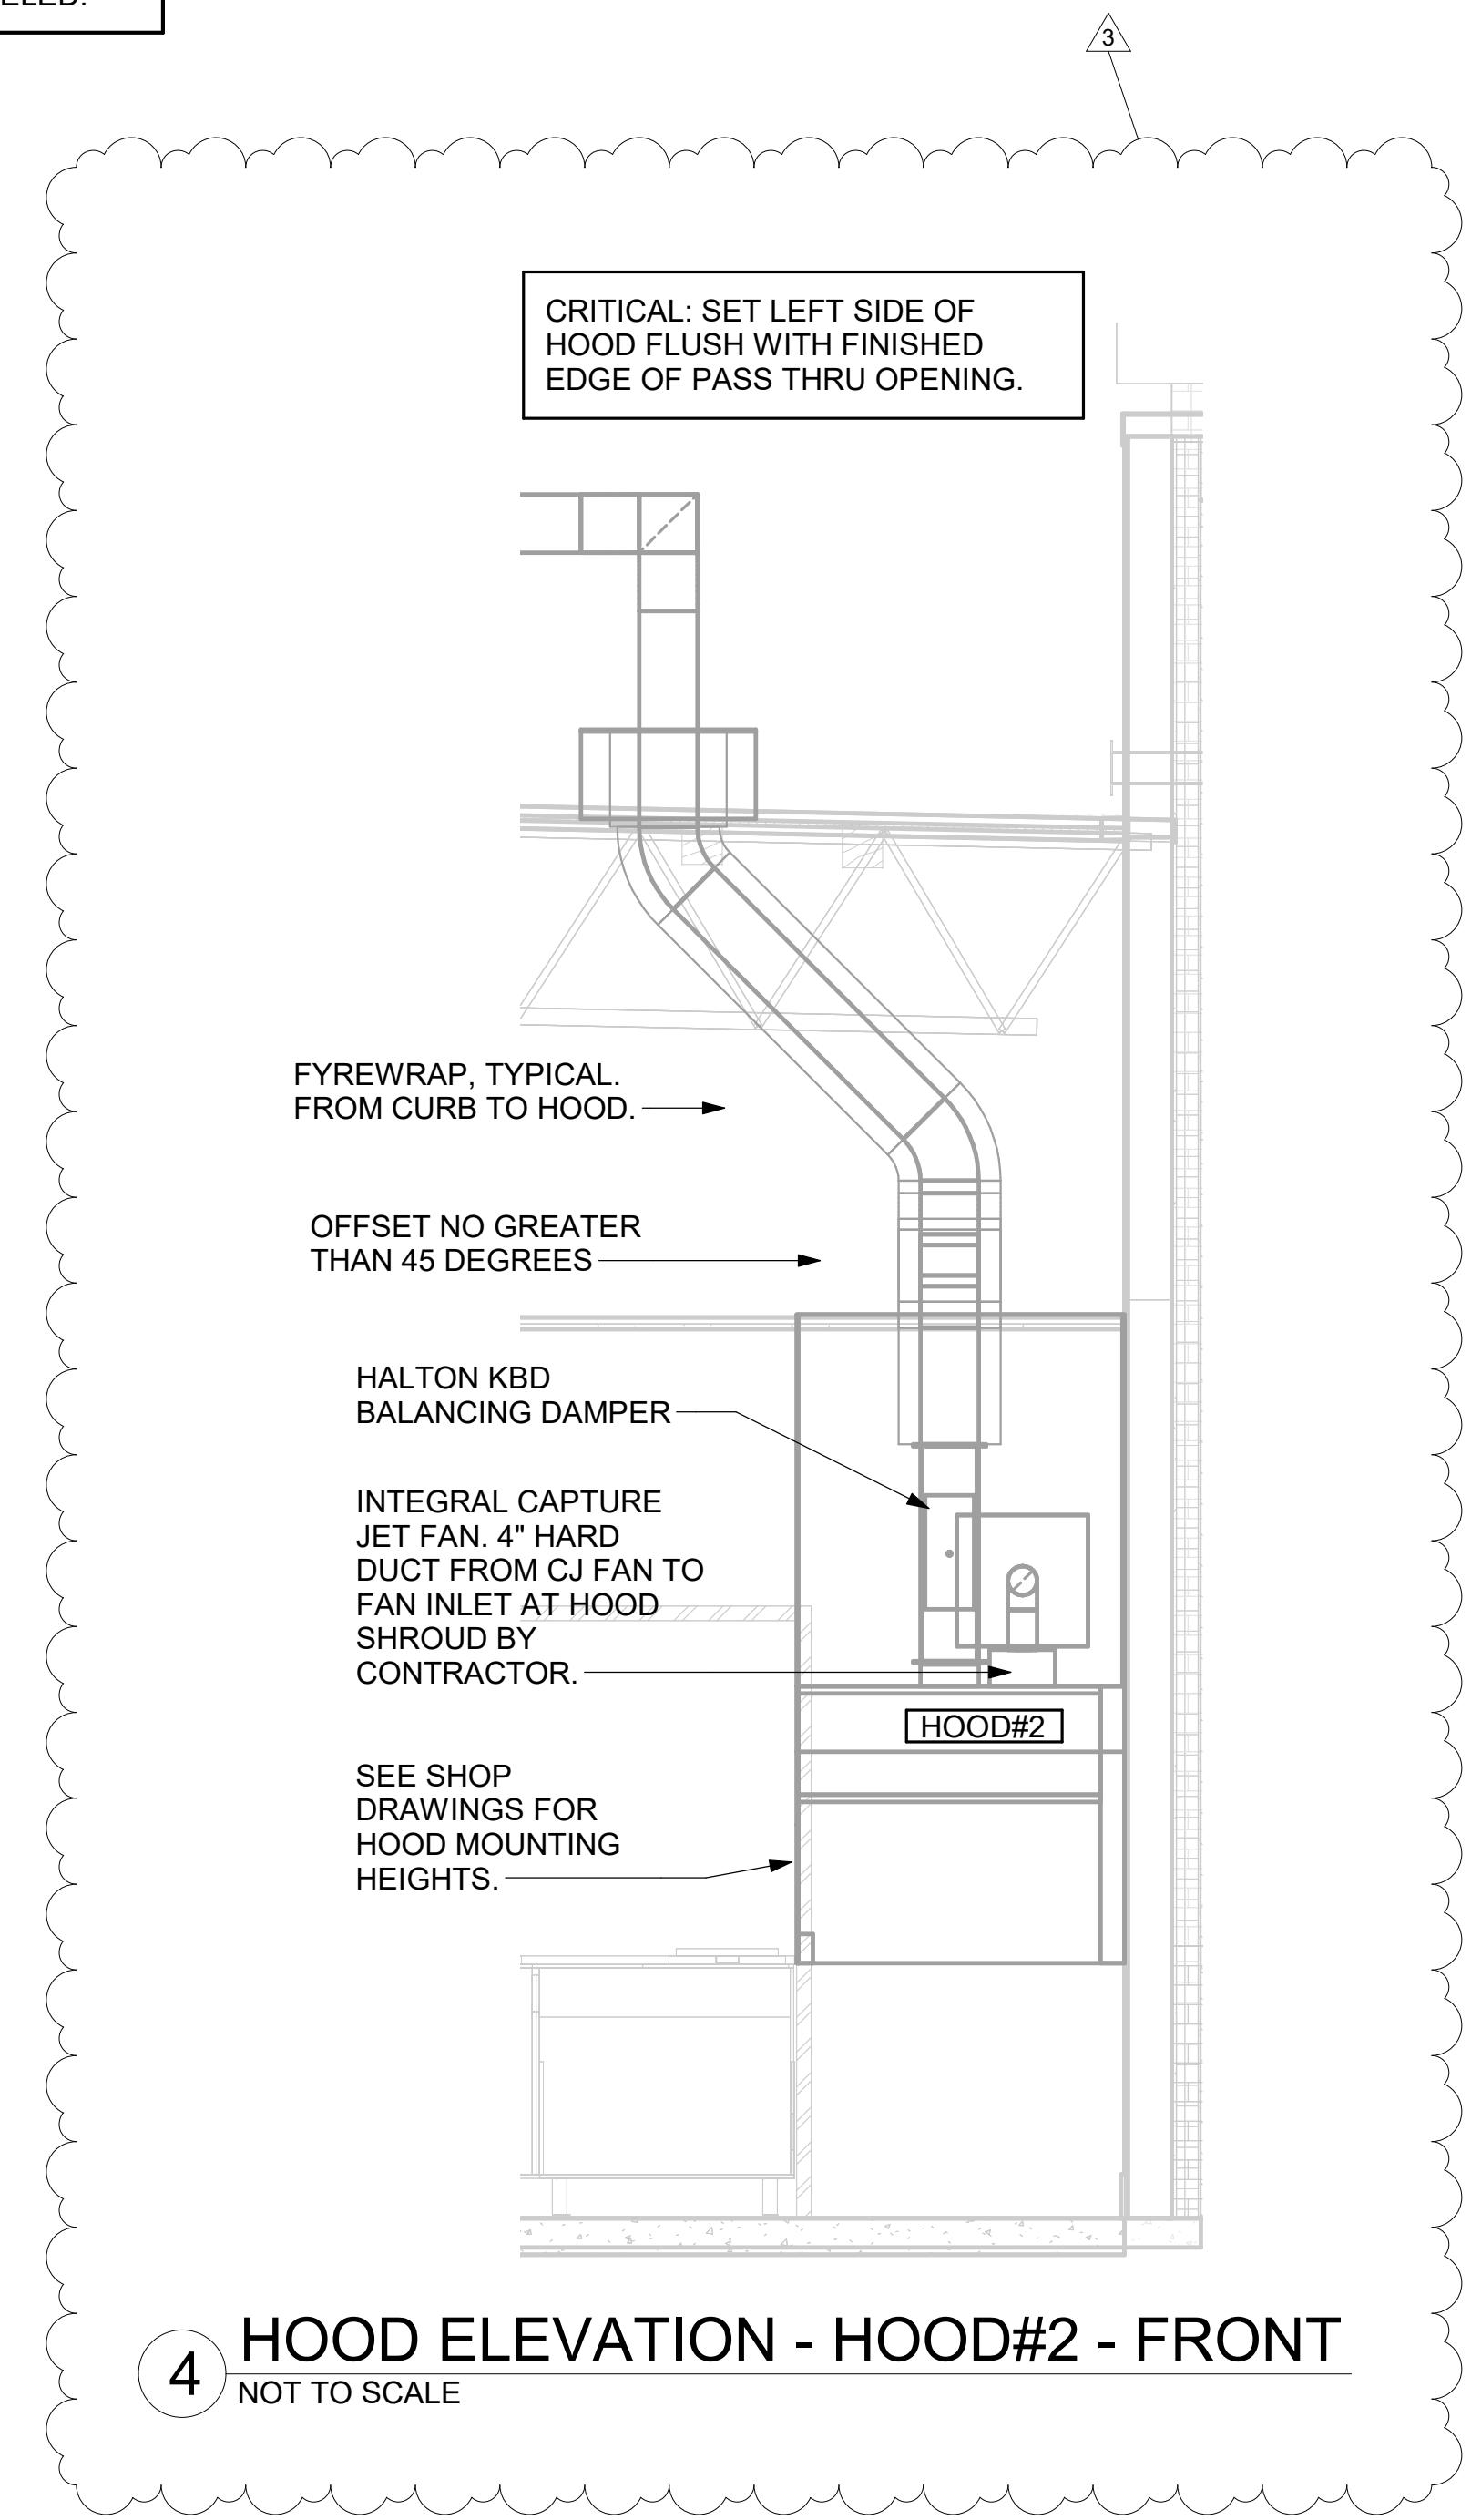 3
CRITICAL: SET LEFT SIDE OF
HOOD FLUSH WITH FINISHED
EDGE OF PASS THRU OPENING.
FYREWRAP, TYPICAL.
FROM CURB TO HOOD.
OFFSET NO GREATER
THAN 45 DEGREES
HALTON KBD
BALANCING DAMPER
INTEGRAL CAPTURE
JET FAN. 4" HARD
DUCT FROM CJ FAN TO
FAN INLET AT HOOD
SHROUD BY
CONTRACTOR.
HOOD#2
SEE SHOP
DRAWINGS FOR
HOOD MOUNTING
HEIGHTS.
4
HOOD ELEVATION - HOOD#2 - FRONT
NOT TO SCALE